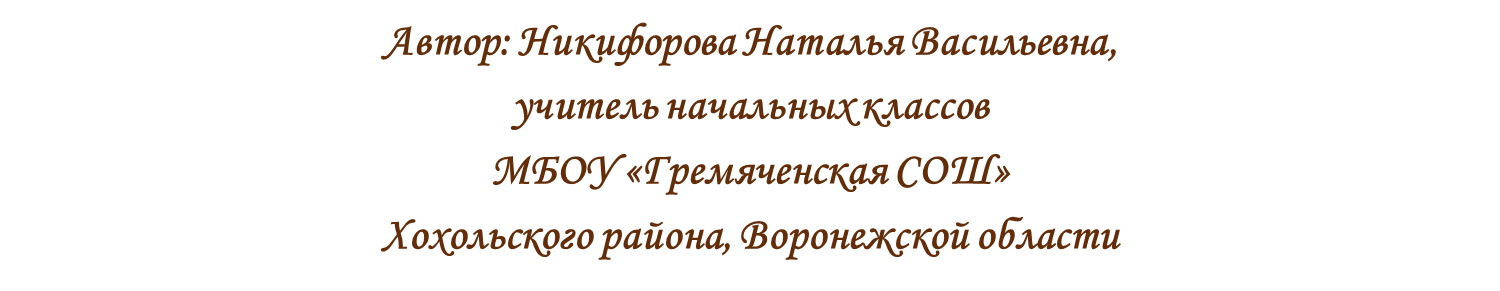 Автор: Никифорова Наталья Васильевна,
учитель начальных классов
МБОУ «Гремяченская СОШ»
Хохольского района, Воронежской области